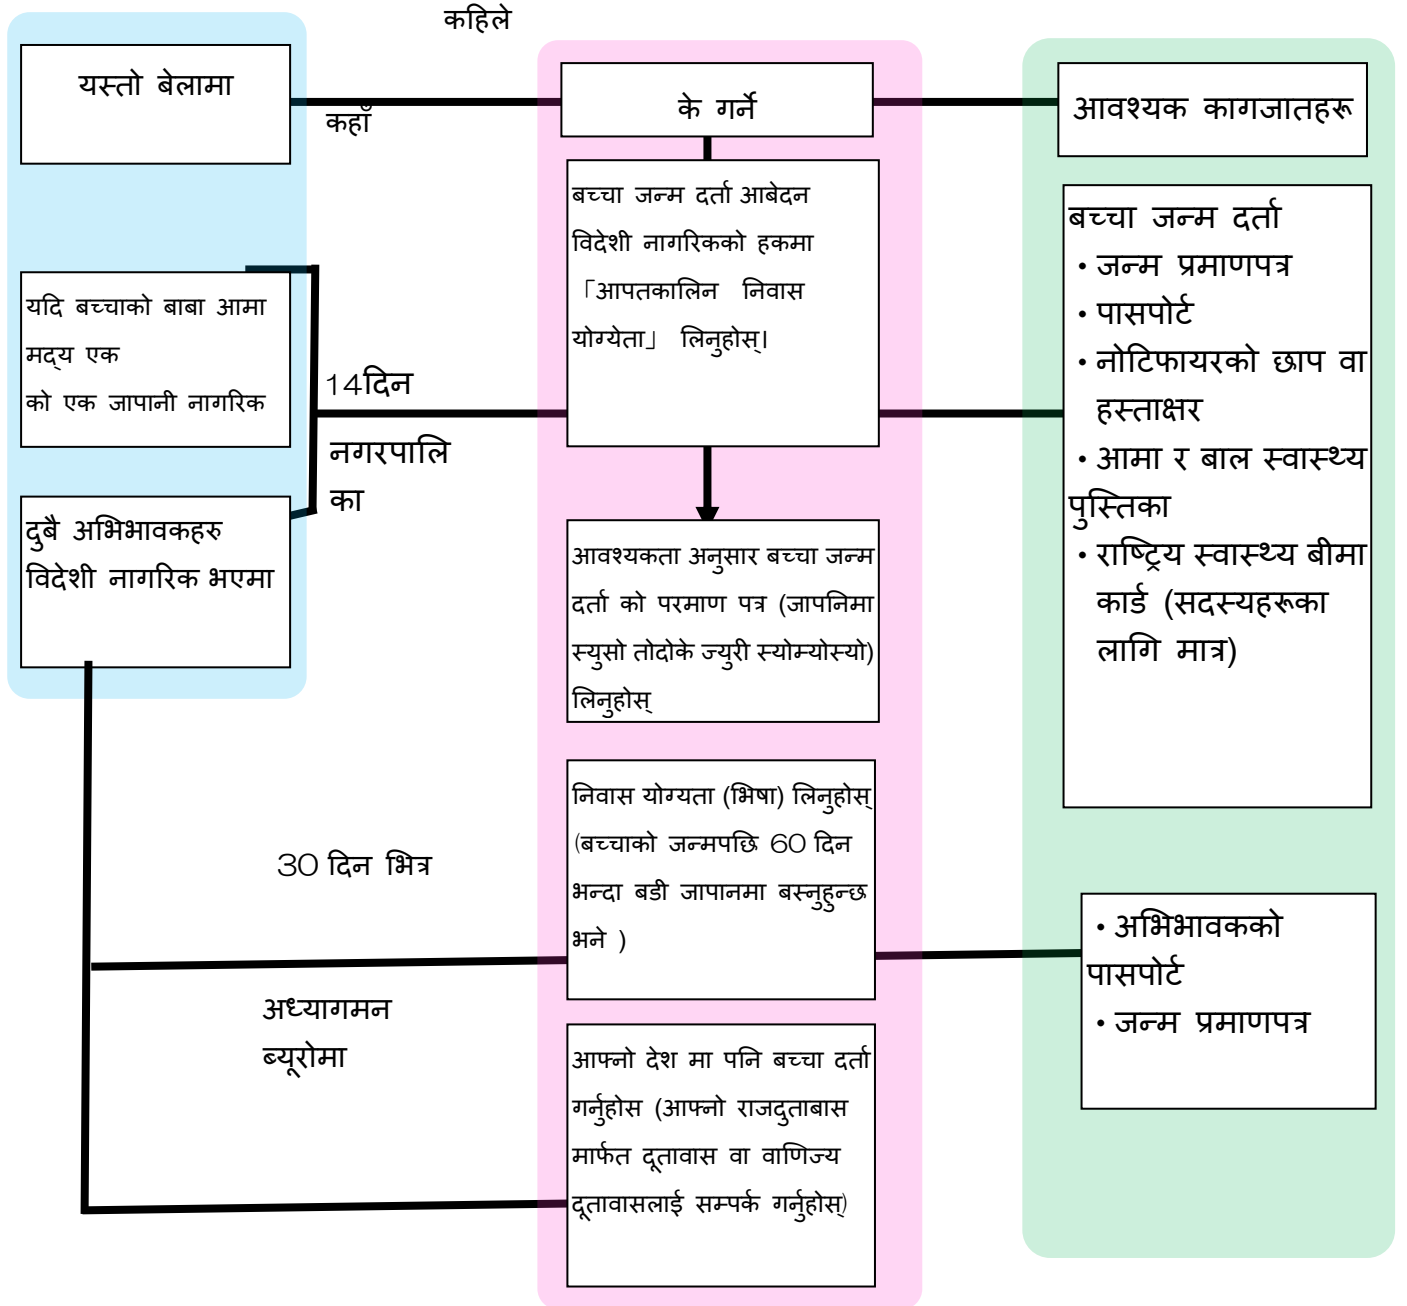 कहिले
यस्तो बेलामा
कहाँ
के गर्ने
आवश्यक कागजातहरू
यदि बच्चाको बाबा आमा
मद्य एक
को एक जापानी नागरिक
दुबै अभिभावकहरु
विदेशी नागरिक भएमा
14दिन
नगरपालि
का
बच्चा जन्म दर्ता आबेदन
विदेशी नागरिकको हकमा
「आपतकालिन निवास
योग्येता」 लिनुहोस्।
आवश्यकता अनुसार बच्चा जन्म
दर्ता को परमाण पत्र (जापनिमा
स्युसो तोदोके ज्युरी स्योम्योस्यो)
लिनुहोस्
बच्चा जन्म दर्ता
・जन्म प्रमाणपत्र
・पासपोर्ट
・नोटिफायरको छाप वा
हस्ताक्षर
・आमा र बाल स्वास्थ्य
पुस्तिका
・राष्ट्रिय स्वास्थ्य बीमा
कार्ड (सदस्यहरूका
लागि मात्र)
30 दिन भित्र
अध्यागमन
ब्यूरोमा
निवास योग्यता (भिषा) लिनुहोस्
(बच्चाको जन्मपछि 60 दिन
भन्दा बडी जापानमा बस्नुहुन्छ
भने )
・अभिभावकको
पासपोर्ट
・जन्म प्रमाणपत्र
आफ्नो देश मा पनि बच्चा दर्ता
गर्नुहोस (आफ्नो राजदुताबास
मार्फत दूतावास वा वाणिज्य
दूतावासलाई सम्पर्क गर्नुहोस्)